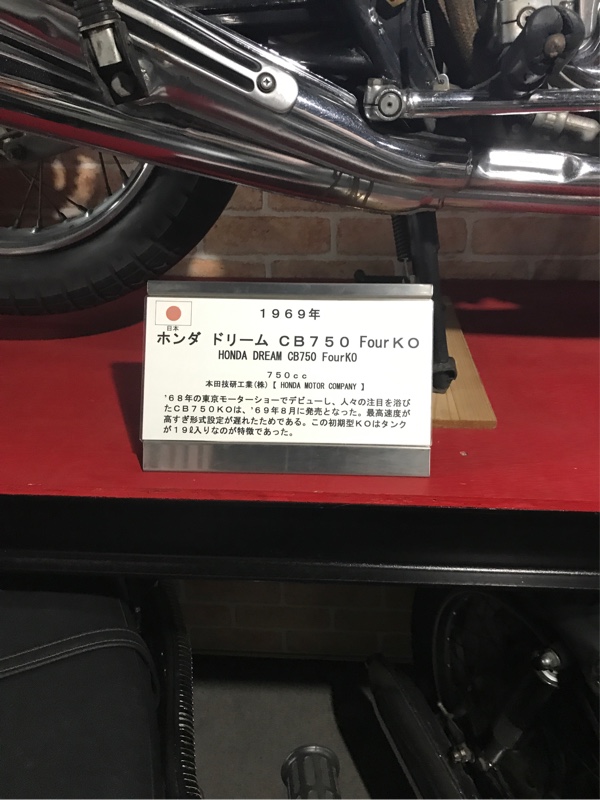 １９６９年
日本
ホンダ ドリーム ＣＢ７５０ FourＫＯ
HONDA DREAM CB750 FourKO
７５０ｃｃ
本田技研工業(株)【 HONDA MOTOR COMPANY 】
'６８年の東京モーターショーでデビューし、人々の注目を浴び
たＣＢ７５０ＫＯは、'６９年８月に発売となった。最高速度が
高すぎ形式設定が遅れたためである。この初期型ＫＯはタンク
が１９ℓ入りなのが特徴であった。